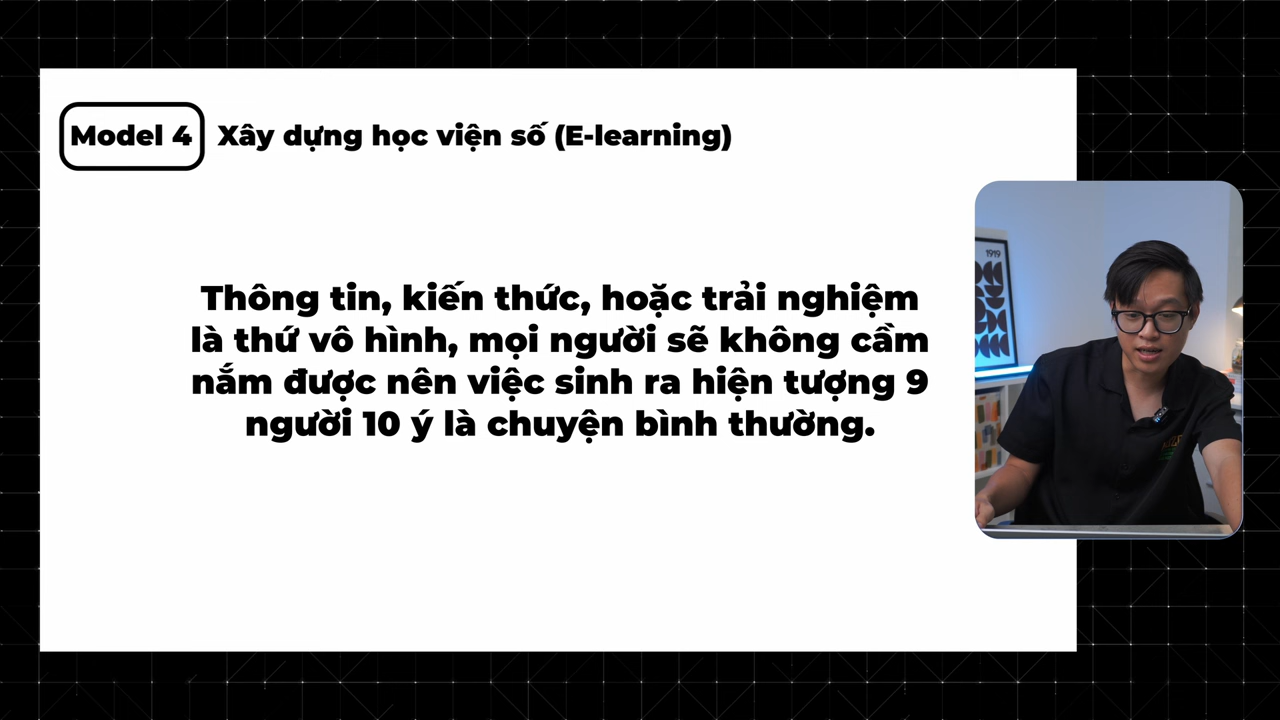 Model 4 Xây dựng học viện số (E-learning)
Thông tin, kiến thức, hoặc trải nghiệm
là thứ vô hình, mọi người sẽ không cầm
nắm được nên việc sinh ra hiện tượng 9
người 10 ý là chuyện bình thường.
1919